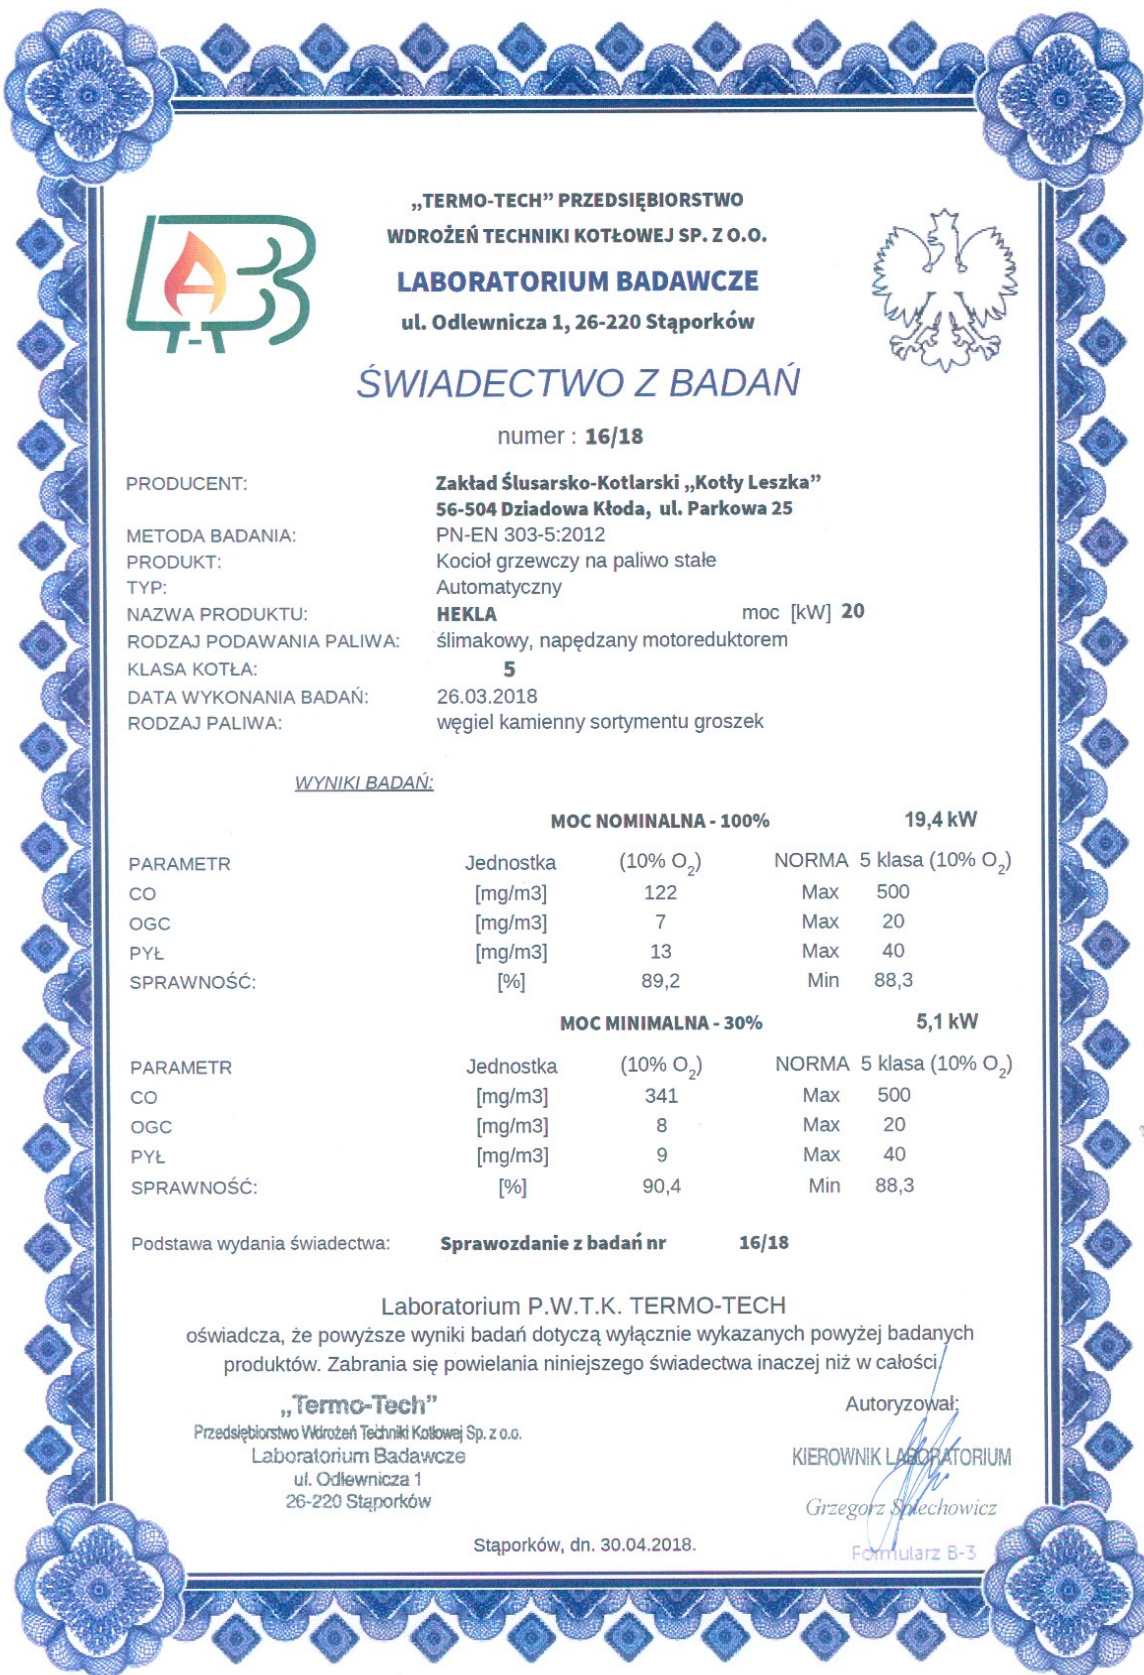 LAB
„TERMO-TECH” PRZEDSIĘBIORSTWO
WDROŻEŃ TECHNIKI KOTŁOWEJ SP. Z O.O.
LABORATORIUM BADAWCZE
ul. Odlewnicza 1, 26-220 Stąporków
ŚWIADECTWO Z BADAŃ
numer : 16/18
PRODUCENT: Zakład Ślusarsko-Kotlarski „Kotły Leszka”
56-504 Dziadowa Kłoda, ul. Parkowa 25
METODA BADANIA: PN-EN 303-5:2012
PRODUKT: Kocioł grzewczy na paliwo stałe
TYP: Automatyczny
NAZWA PRODUKTU: HEKLA moc [kW] 20
RODZAJ PODAWANIA PALIWA: ślimakowy, napędzany motoreduktorem
KLASA KOTŁA: 5
DATA WYKONANIA BADAŃ: 26.03.2018
RODZAJ PALIWA: węgiel kamienny sortymentu groszek
WYNIKI BADAŃ:
MOC NOMINALNA - 100% 19,4 kW
PARAMETR Jednostka (10% O2) NORMA 5 klasa (10% O2)
CO [mg/m3] 122 Max 500
OGC [mg/m3] 7 Max 20
PYŁ [mg/m3] 13 Max 40
SPRAWNOŚĆ: [%] 89,2 Min 88,3
MOC MINIMALNA - 30% 5,1 kW
PARAMETR Jednostka (10% O2) NORMA 5 klasa (10% O2)
CO [mg/m3] 341 Max 500
OGC [mg/m3] 8 Max 20
PYŁ [mg/m3] 9 Max 40
SPRAWNOŚĆ: [%] 90,4 Min 88,3
Podstawa wydania świadectwa: Sprawozdanie z badań nr 16/18
Laboratorium P.W.T.K. TERMO-TECH
oświadcza, że powyższe wyniki badań dotyczą wyłącznie wykazanych powyżej badanych
produktów. Zabrania się powielania niniejszego świadectwa inaczej niż w całości.
„Termo-Tech”
Przedsiębiorstwo Wdrożeń Techniki Kotłowej Sp. z o.o.
Laboratorium Badawcze
ul. Odlewnicza 1
26-220 Stąporków
Autoryzował:
KIEROWNIK LABORATORIUM
Grzegorz Splechowicz
Stąporków, dn. 30.04.2018.
Formularz B-3